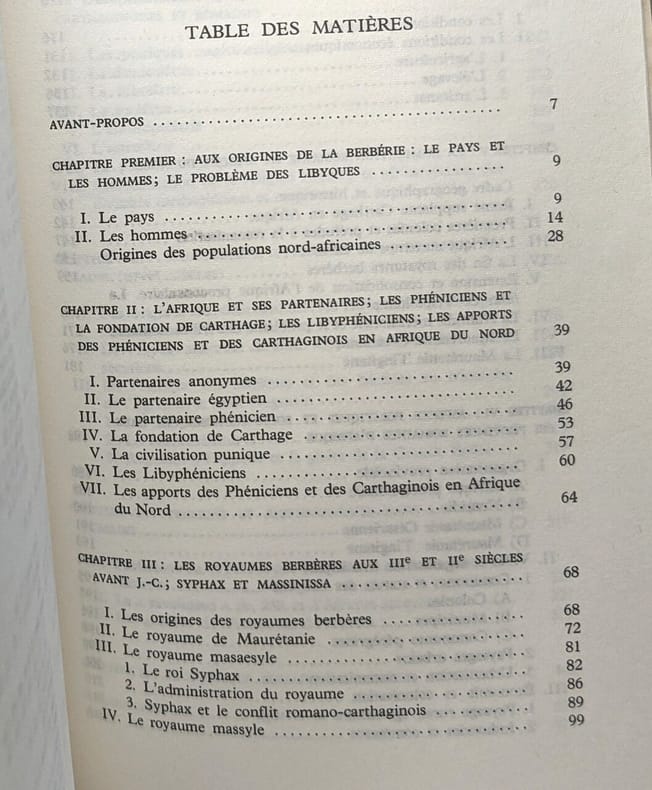 TABLE DES MATIÈRES
AVANT-PROPOS ........................................ 7
CHAPITRE PREMIER : AUX ORIGINES DE LA BERBÉRIE : LE PAYS ET
LES HOMMES; LE PROBLÈME DES LIBYQUES ................ 9
I. Le pays ........................................ 9
II. Les hommes ........................................ 14
Origines des populations nord-africaines .............. 28
CHAPITRE II : L'AFRIQUE ET SES PARTENAIRES; LES PHÉNICIENS ET
LA FONDATION DE CARTHAGE; LES LIBYPHÉNICIENS; LES APPORTS
DES PHÉNICIENS ET DES CARTHAGINOIS EN AFRIQUE DU NORD 39
I. Partenaires anonymes .............................. 39
II. Le partenaire égyptien .............................. 42
III. Le partenaire phénicien .............................. 46
IV. La fondation de Carthage .............................. 53
V. La civilisation punique .............................. 57
VI. Les Libyphéniciens .............................. 60
VII. Les apports des Phéniciens et des Carthaginois en Afrique
du Nord ........................................ 64
CHAPITRE III : LES ROYAUMES BERBÈRES AUX IIIe ET IIe SIÈCLES
AVANT J.-C.; SYPHAX ET MASSINISSA ........................ 68
I. Les origines des royaumes berbères .................. 68
II. Le royaume de Maurétanie ........................ 72
III. Le royaume masaesyle .............................. 81
1. Le roi Syphax .............................. 82
2. L'administration du royaume .................. 86
3. Syphax et le conflit romano-carthaginois ............ 89
IV. Le royaume massyle .............................. 99